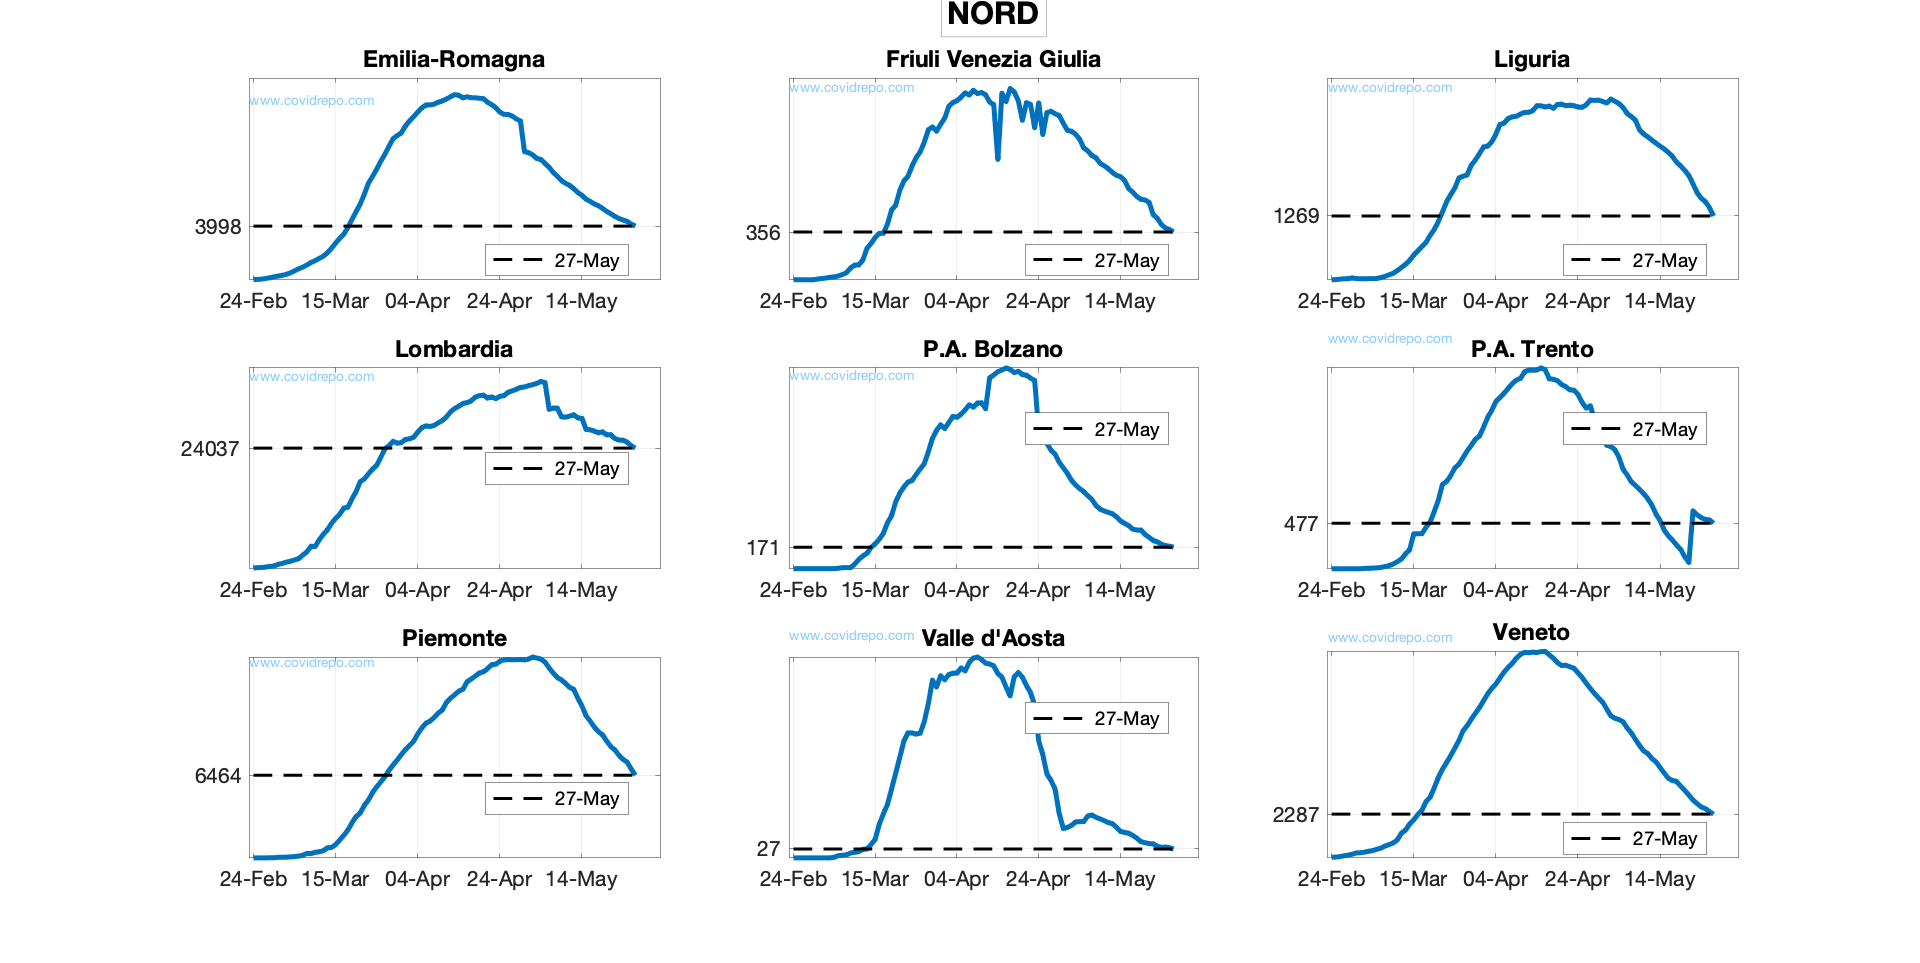 NORD
Emilia-Romagna
www.covidrepo.com
3998
27-May
24-Feb 15-Mar 04-Apr 24-Apr 14-May
Friuli Venezia Giulia
www.covidrepo.com
356
27-May
24-Feb 15-Mar 04-Apr 24-Apr 14-May
Liguria
www.covidrepo.com
1269
27-May
24-Feb 15-Mar 04-Apr 24-Apr 14-May
Lombardia
www.covidrepo.com
24037
27-May
24-Feb 15-Mar 04-Apr 24-Apr 14-May
P.A. Bolzano
www.covidrepo.com
27-May
171
24-Feb 15-Mar 04-Apr 24-Apr 14-May
www.covidrepo.com
P.A. Trento
27-May
477
24-Feb 15-Mar 04-Apr 24-Apr 14-May
Piemonte
www.covidrepo.com
6464
27-May
24-Feb 15-Mar 04-Apr 24-Apr 14-May
www.covidrepo.com
Valle d'Aosta
27-May
27
24-Feb 15-Mar 04-Apr 24-Apr 14-May
www.covidrepo.com
Veneto
2287
27-May
24-Feb 15-Mar 04-Apr 24-Apr 14-May